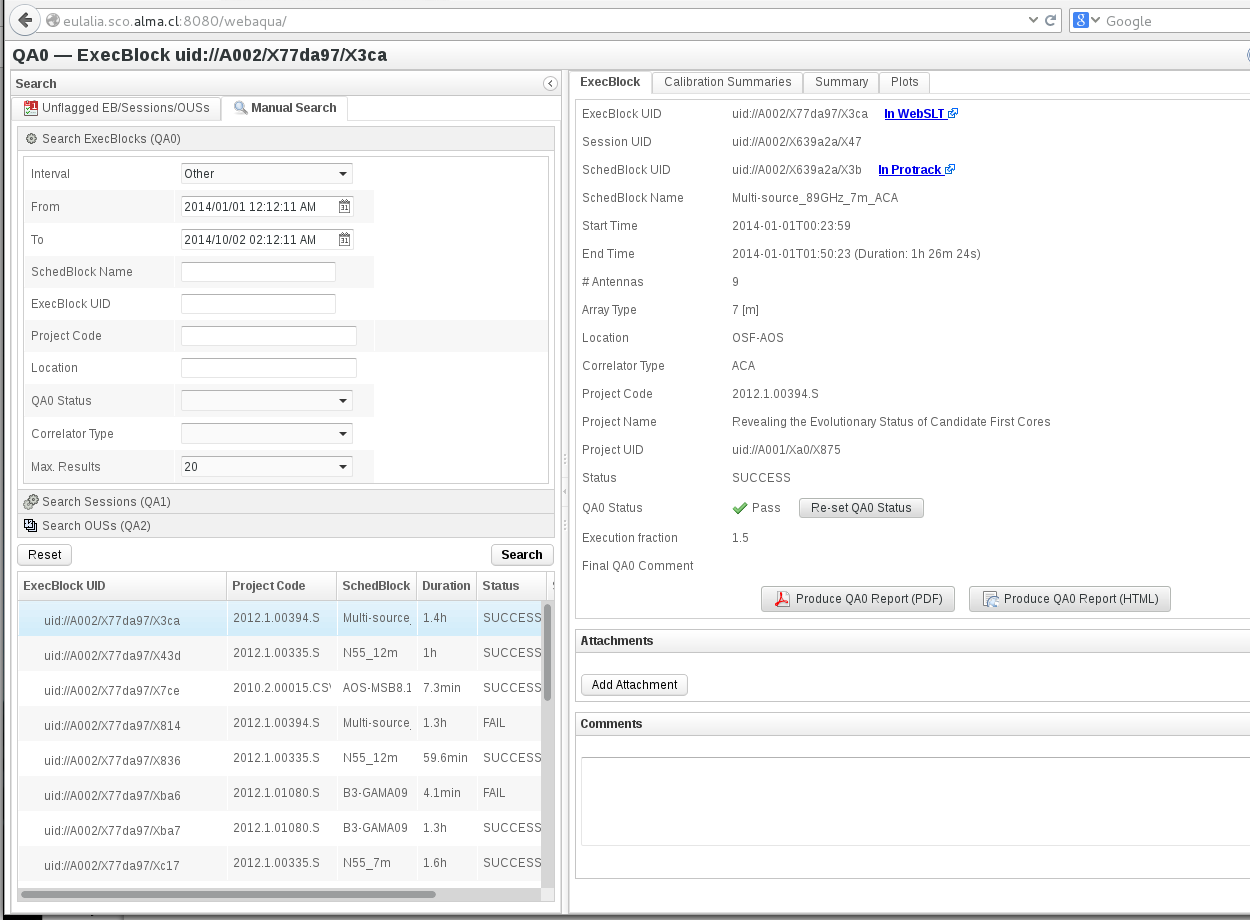 eulalia.sco.alma.cl:8080/webaqua/
8 Google
QA0 — ExecBlock uid://A002/X77da97/X3ca
Search
Unflagged EB/Sessions/OUSs Manual Search
Search ExecBlocks (QA0)
Interval Other
From 2014/01/01 12:12:11 AM 31
To 2014/10/02 02:12:11 AM 31
SchedBlock Name
ExecBlock UID
Project Code
Location
QA0 Status
Correlator Type
Max. Results 20
Search Sessions (QA1)
Search OUSs (QA2)
Reset Search
ExecBlock UID Project Code SchedBlock Duration Status
uid://A002/X77da97/X3ca 2012.1.00394.S Multi-source_ 1.4h SUCCESS
uid://A002/X77da97/X43d 2012.1.00335.S N55_12m 1h SUCCESS
uid://A002/X77da97/X7ce 2010.2.00015.CSV AOS-MSB8.1 7.3min SUCCESS
uid://A002/X77da97/X814 2012.1.00394.S Multi-source_ 1.3h FAIL
uid://A002/X77da97/X836 2012.1.00335.S N55_12m 59.6min SUCCESS
uid://A002/X77da97/Xba6 2012.1.01080.S B3-GAMA09 4.1min FAIL
uid://A002/X77da97/Xba7 2012.1.01080.S B3-GAMA09 1.3h SUCCESS
uid://A002/X77da97/Xc17 2012.1.00335.S N55_7m 1.6h SUCCESS
ExecBlock Calibration Summaries Summary Plots
ExecBlock UID uid://A002/X77da97/X3ca In WebSLT
Session UID uid://A002/X639a2a/X47
SchedBlock UID uid://A002/X639a2a/X3b In Protrack
SchedBlock Name Multi-source_89GHz_7m_ACA
Start Time 2014-01-01T00:23:59
End Time 2014-01-01T01:50:23 (Duration: 1h 26m 24s)
# Antennas 9
Array Type 7 [m]
Location OSF-AOS
Correlator Type ACA
Project Code 2012.1.00394.S
Project Name Revealing the Evolutionary Status of Candidate First Cores
Project UID uid://A001/Xa0/X875
Status SUCCESS
QA0 Status Pass Re-set QA0 Status
Execution fraction 1.5
Final QA0 Comment
Produce QA0 Report (PDF) Produce QA0 Report (HTML)
Attachments
Add Attachment
Comments